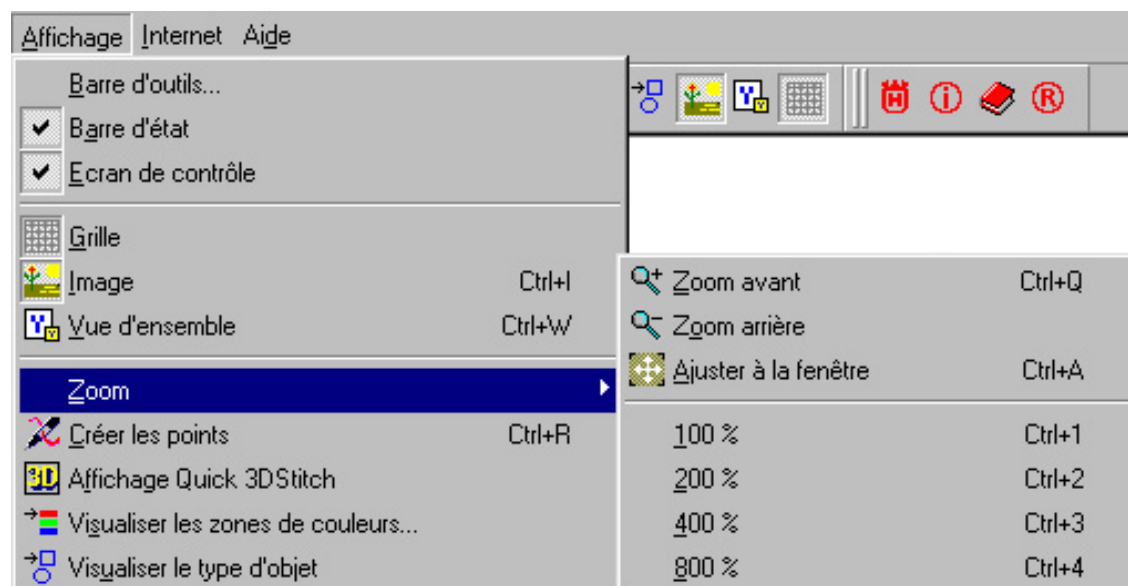 Affichage Internet Aide
Barre d'outils...
Barre d'état
Ecran de contrôle
Grille
Image Ctrl+I
Vue d'ensemble Ctrl+W
Zoom
Créer les points Ctrl+R
Affichage Quick 3DStitch
Visualiser les zones de couleurs...
Visualiser le type d'objet
Zoom avant Ctrl+Q
Zoom arrière
Ajuster à la fenêtre Ctrl+A
100 % Ctrl+1
200 % Ctrl+2
400 % Ctrl+3
800 % Ctrl+4